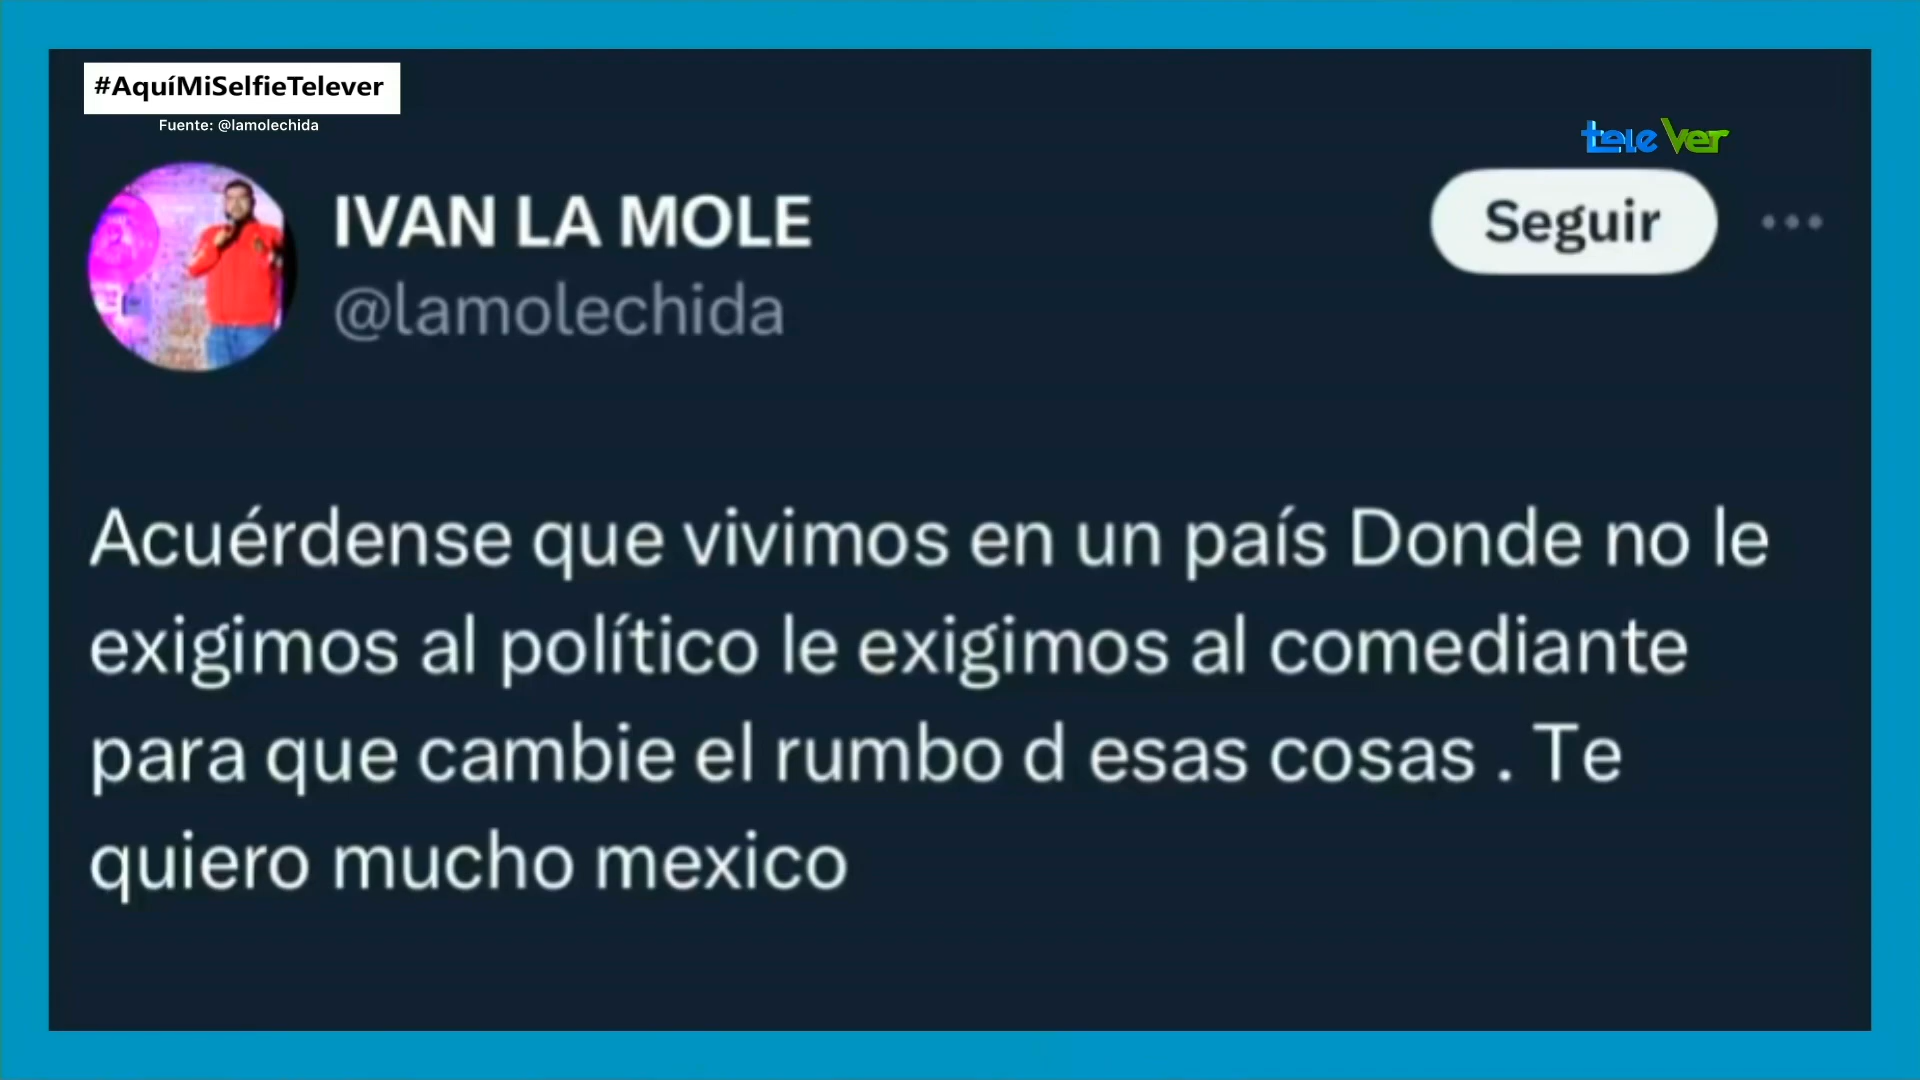 #AquíMiSelfieTelever
Fuente: @lamolechida
teleVer
IVAN LA MOLE
Seguir
@lamolechida
Acuérdense que vivimos en un país Donde no le
exigimos al político le exigimos al comediante
para que cambie el rumbo d esas cosas . Te
quiero mucho mexico